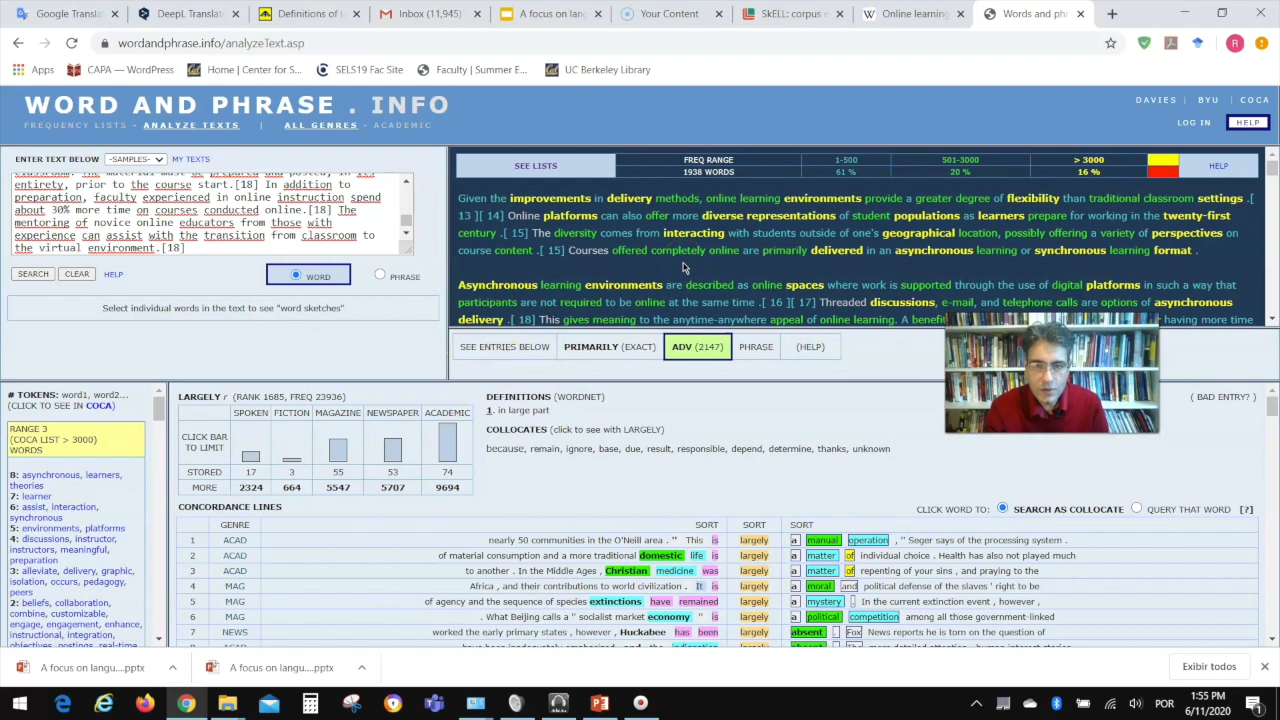 Google Translat
DeepL Translate
Definitions of l
Inbox (11,945)
A focus on lang
Your Content
SkELL: corpus e
Online learning
Words and phr
wordandphrase.info/analyzeText.asp
Apps
CAPA — WordPress
Home | Center for S...
SELS19 Fac Site
Faculty | Summer E...
UC Berkeley Library
WORD AND PHRASE . INFO
FREQUENCY LISTS - ANALYZE TEXTS | ALL GENRES - ACADEMIC
DAVIES | BYU | COCA
LOG IN HELP
ENTER TEXT BELOW -SAMPLES- MY TEXTS
classroom. The material must be prepared and posted, in its
entirety, prior to the course start.[18] In addition to
preparation, faculty experienced in online instruction spend
about 30% more time on courses conducted online.[18] The
mentoring of novice online educators from those with
experience can assist with the transition from classroom to
the virtual environment.[18]
SEARCH CLEAR HELP WORD PHRASE
Select individual words in the text to see "word sketches"
SEE LISTS FREQ RANGE 1-500 501-3000 > 3000 HELP
1938 WORDS 61 % 20 % 16 %
Given the improvements in delivery methods, online learning environments provide a greater degree of flexibility than traditional classroom settings .[
13 ][ 14] Online platforms can also offer more diverse representations of student populations as learners prepare for working in the twenty-first
century .[ 15] The diversity comes from interacting with students outside of one's geographical location, possibly offering a variety of perspectives on
course content .[ 15] Courses offered completely online are primarily delivered in an asynchronous learning or synchronous learning format .
Asynchronous learning environments are described as online spaces where work is supported through the use of digital platforms in such a way that
participants are not required to be online at the same time .[ 16 ][ 17] Threaded discussions, e-mail, and telephone calls are options of asynchronous
delivery .[ 18] This gives meaning to the anytime-anywhere appeal of online learning. A benefit having more time
SEE ENTRIES BELOW PRIMARILY (EXACT) ADV (2147) PHRASE (HELP)
# TOKENS: word1, word2...
(CLICK TO SEE IN COCA)
RANGE 3
(COCA LIST > 3000)
WORDS
8: asynchronous, learners,
theories
7: learner
6: assist, interaction,
synchronous
5: environments, platforms
4: discussions, instructor,
instructors, meaningful,
preparation
3: alleviate, delivery, graphic,
isolation, occurs, pedagogy,
peers
2: beliefs, collaboration,
combine, customizable,
engage, engagement, enhance,
instructional, integration,
objectives, postings, real-time
LARGELY r (RANK 1685, FREQ 23936)
SPOKEN FICTION MAGAZINE NEWSPAPER ACADEMIC
CLICK BAR
TO LIMIT
STORED 17 3 55 53 74
MORE 2324 664 5547 5707 9694
DEFINITIONS (WORDNET)
1. in large part
COLLOCATES (click to see with LARGELY)
because, remain, ignore, base, due, result, responsible, depend, determine, thanks, unknown
( BAD ENTRY? )
CONCORDANCE LINES CLICK WORD TO: SEARCH AS COLLOCATE QUERY THAT WORD [?]
GENRE SORT SORT SORT
1 ACAD nearly 50 communities in the O'Neill area . " This is largely a manual operation , " Seger says of the processing system .
2 ACAD of material consumption and a more traditional domestic life is largely a matter of individual choice . Health has also not played much
3 ACAD to another . In the Middle Ages , Christian medicine was largely a matter of repenting of your sins , and praying to the
4 MAG Africa , and their contributions to world civilization . It is largely a moral and political defense of the slaves ' right to be
5 MAG of agency and the sequence of species extinctions have remained largely a mystery . In the current extinction event , however ,
6 MAG . What Beijing calls a " socialist market economy " is largely a political competition among all those government-linked
7 NEWS worked the early primary states , however , Huckabee has been largely absent . Fox News reports he is torn on the question of
A focus on langu....pptx
A focus on langu....pptx
Exibir todos
POR
1:55 PM
6/11/2020
1